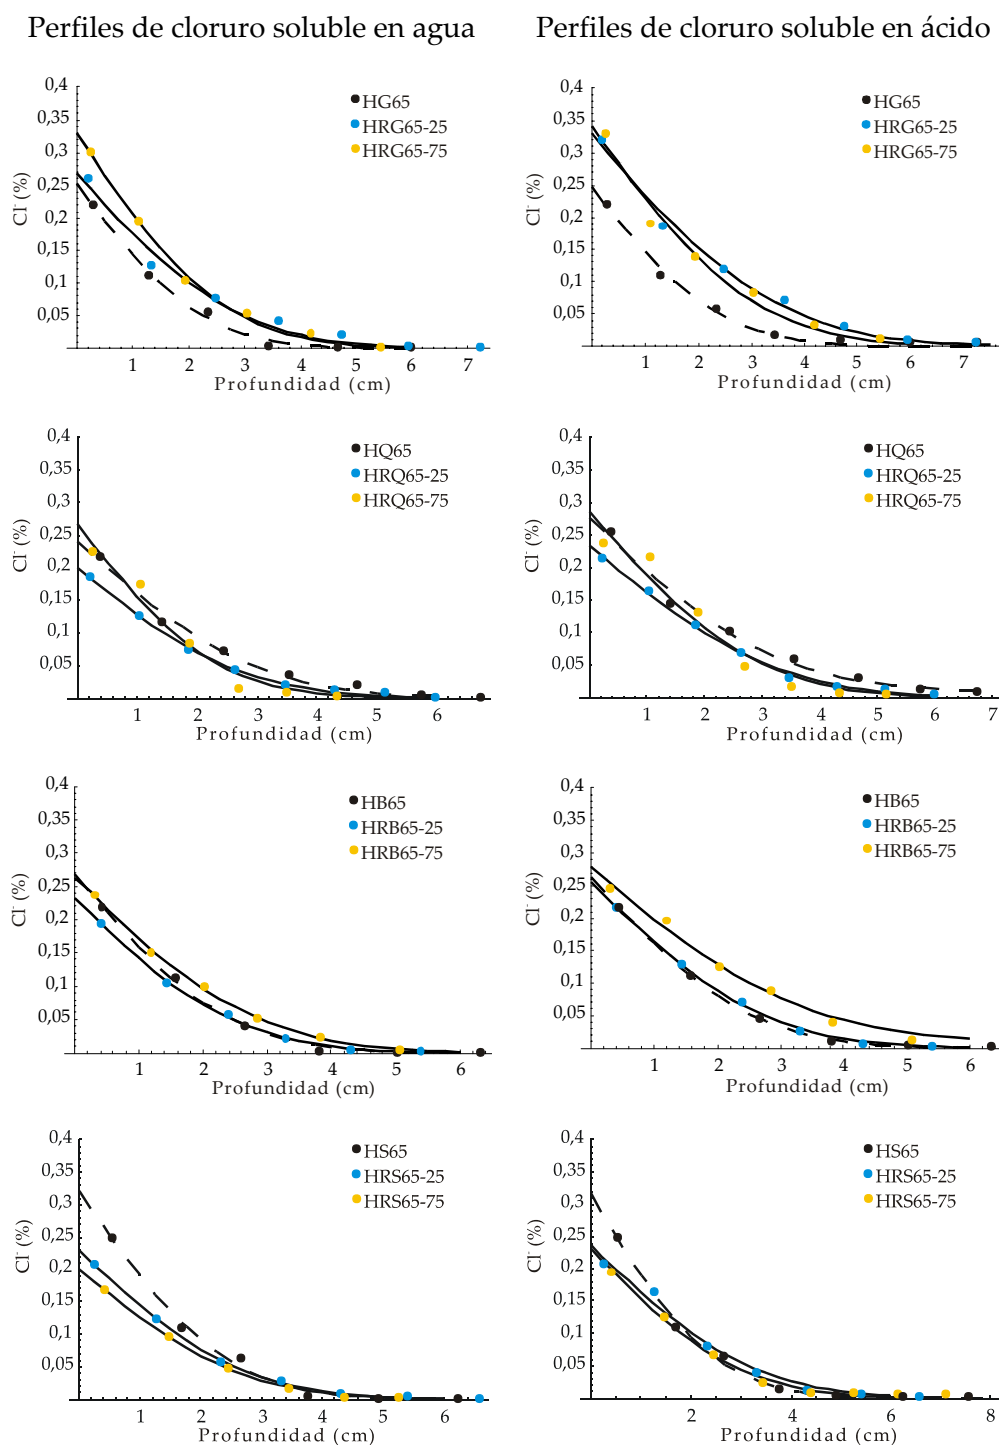 Perfiles de cloruro soluble en agua
Perfiles de cloruro soluble en ácido
0,4
0,35
0,3
0,25
0,2
0,15
0,1
0,05
Cl⁻ (%)
HG65
HRG65-25
HRG65-75
1 2 3 4 5 6 7
Profundidad (cm)
0,4
0,35
0,3
0,25
0,2
0,15
0,1
0,05
Cl⁻ (%)
HG65
HRG65-25
HRG65-75
1 2 3 4 5 6 7
Profundidad (cm)
0,4
0,35
0,3
0,25
0,2
0,15
0,1
0,05
Cl⁻ (%)
HQ65
HRQ65-25
HRQ65-75
1 2 3 4 5 6
Profundidad (cm)
0,4
0,35
0,3
0,25
0,2
0,15
0,1
0,05
Cl⁻ (%)
HQ65
HRQ65-25
HRQ65-75
1 2 3 4 5 6 7
Profundidad (cm)
0,4
0,35
0,3
0,25
0,2
0,15
0,1
0,05
Cl⁻ (%)
HB65
HRB65-25
HRB65-75
1 2 3 4 5 6
Profundidad (cm)
0,4
0,35
0,3
0,25
0,2
0,15
0,1
0,05
Cl⁻ (%)
HB65
HRB65-25
HRB65-75
1 2 3 4 5 6
Profundidad (cm)
0,4
0,35
0,3
0,25
0,2
0,15
0,1
0,05
Cl⁻ (%)
HS65
HRS65-25
HRS65-75
1 2 3 4 5 6
Profundidad (cm)
0,4
0,35
0,3
0,25
0,2
0,15
0,1
0,05
Cl⁻ (%)
HS65
HRS65-25
HRS65-75
2 4 6 8
Profundidad (cm)